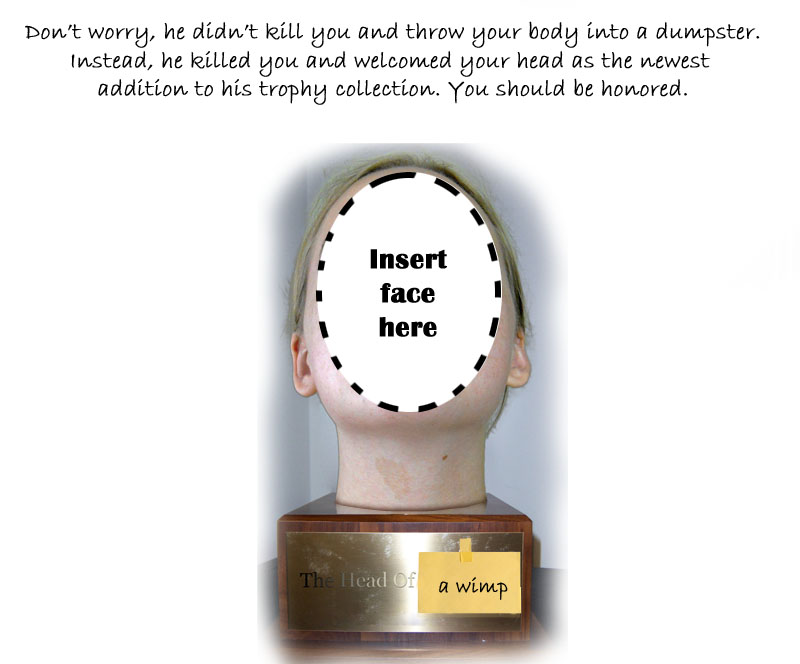 Don't worry, he didn't kill you and throw your body into a dumpster.
Instead, he killed you and welcomed your head as the newest
addition to his trophy collection. You should be honored.
Insert
face
here
The Head Of
a wimp